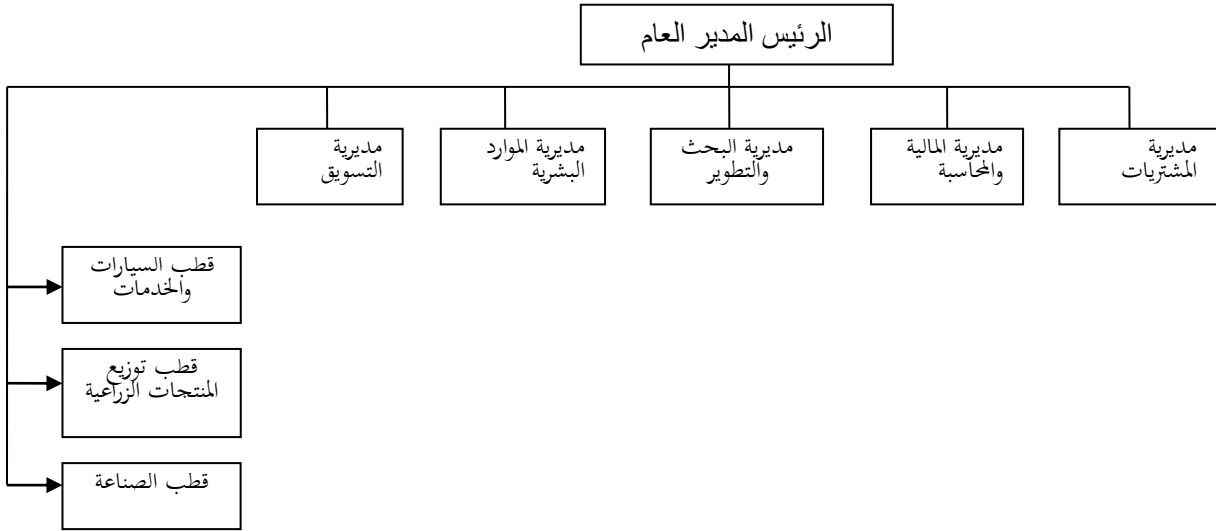 الرئيس المدير العام
مديرية
المشتريات
مديرية المالية
والمحاسبة
مديرية البحث
والتطوير
مديرية الموارد
البشرية
مديرية
التسويق
قطب السيارات
والخدمات
قطب توزيع
المنتجات الزراعية
قطب الصناعة